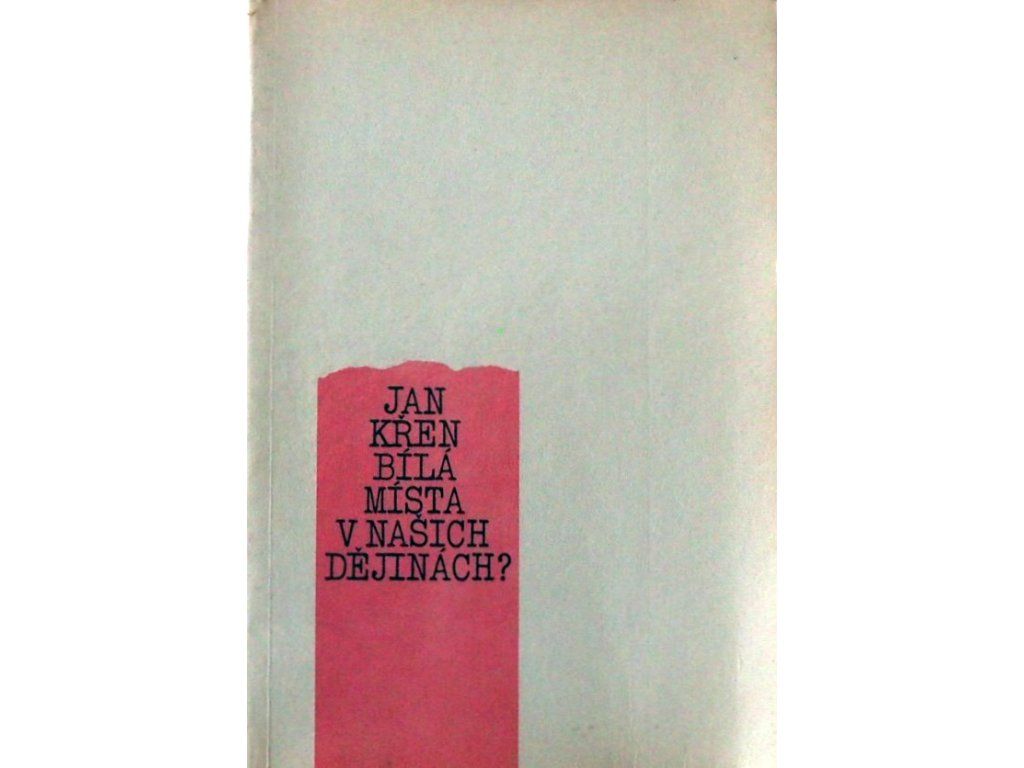 JAN
KŘEN
BÍLÁ
MÍSTA
V NAŠICH
DĚJINÁCH?